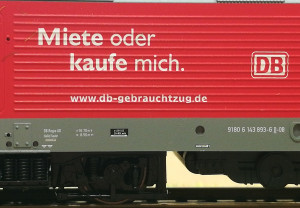 Miete oder
kaufe mich.
DB
www.db-gebrauchtzug.de
9180 6 143 893-6 D-DB